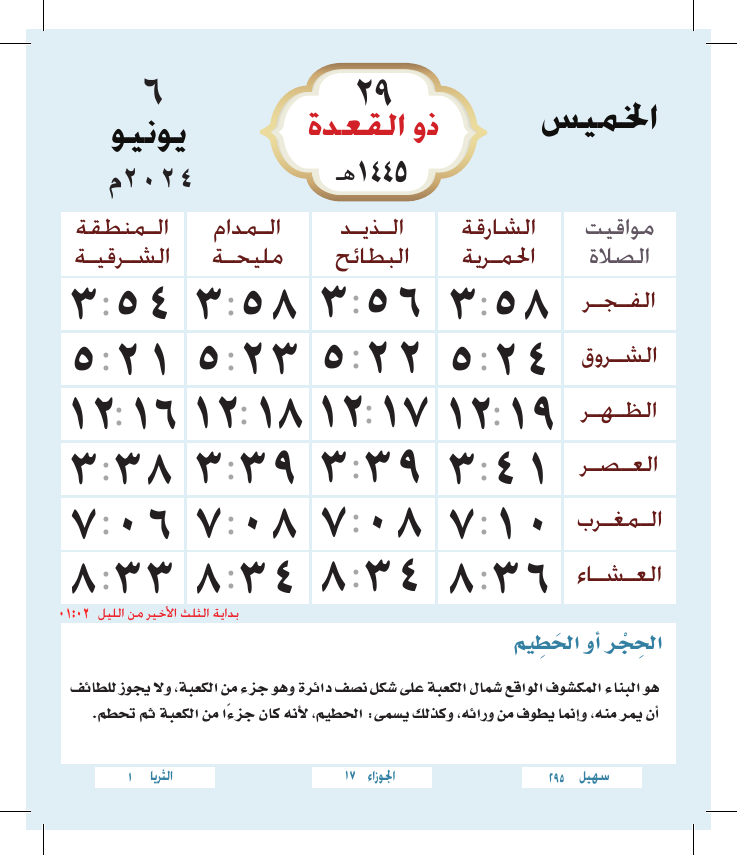 الخميس
٢٩
ذو القعدة
١٤٤٥هـ
٦
يونيو
٢٠٢٤م
مواقيت الصلاة | الشارقة الحمرية | الذيد البطائح | المدام مليحة | المنطقة الشرقية
الفجر ٣:٥٨ ٣:٥٦ ٣:٥٨ ٣:٥٤
الشروق ٥:٢٤ ٥:٢٢ ٥:٢٣ ٥:٢١
الظهر ١٢:١٩ ١٢:١٧ ١٢:١٨ ١٢:١٦
العصر ٣:٤١ ٣:٣٩ ٣:٣٩ ٣:٣٨
المغرب ٧:١٠ ٧:٠٨ ٧:٠٨ ٧:٠٦
العشاء ٨:٣٦ ٨:٣٤ ٨:٣٤ ٨:٣٣
بداية الثلث الأخير من الليل ٠١:٠٢
الحِجْر أو الحَطِيم
هو البناء المكشوف الواقع شمال الكعبة على شكل نصف دائرة وهو جزء من الكعبة، ولا يجوز للطائف
أن يمر منه، وإنما يطوف من ورائه، وكذلك يسمى: الحطيم، لأنه كان جزءًا من الكعبة ثم تحطم.
سهيل ٢٩٥
الجوزاء ١٧
الثريا ١